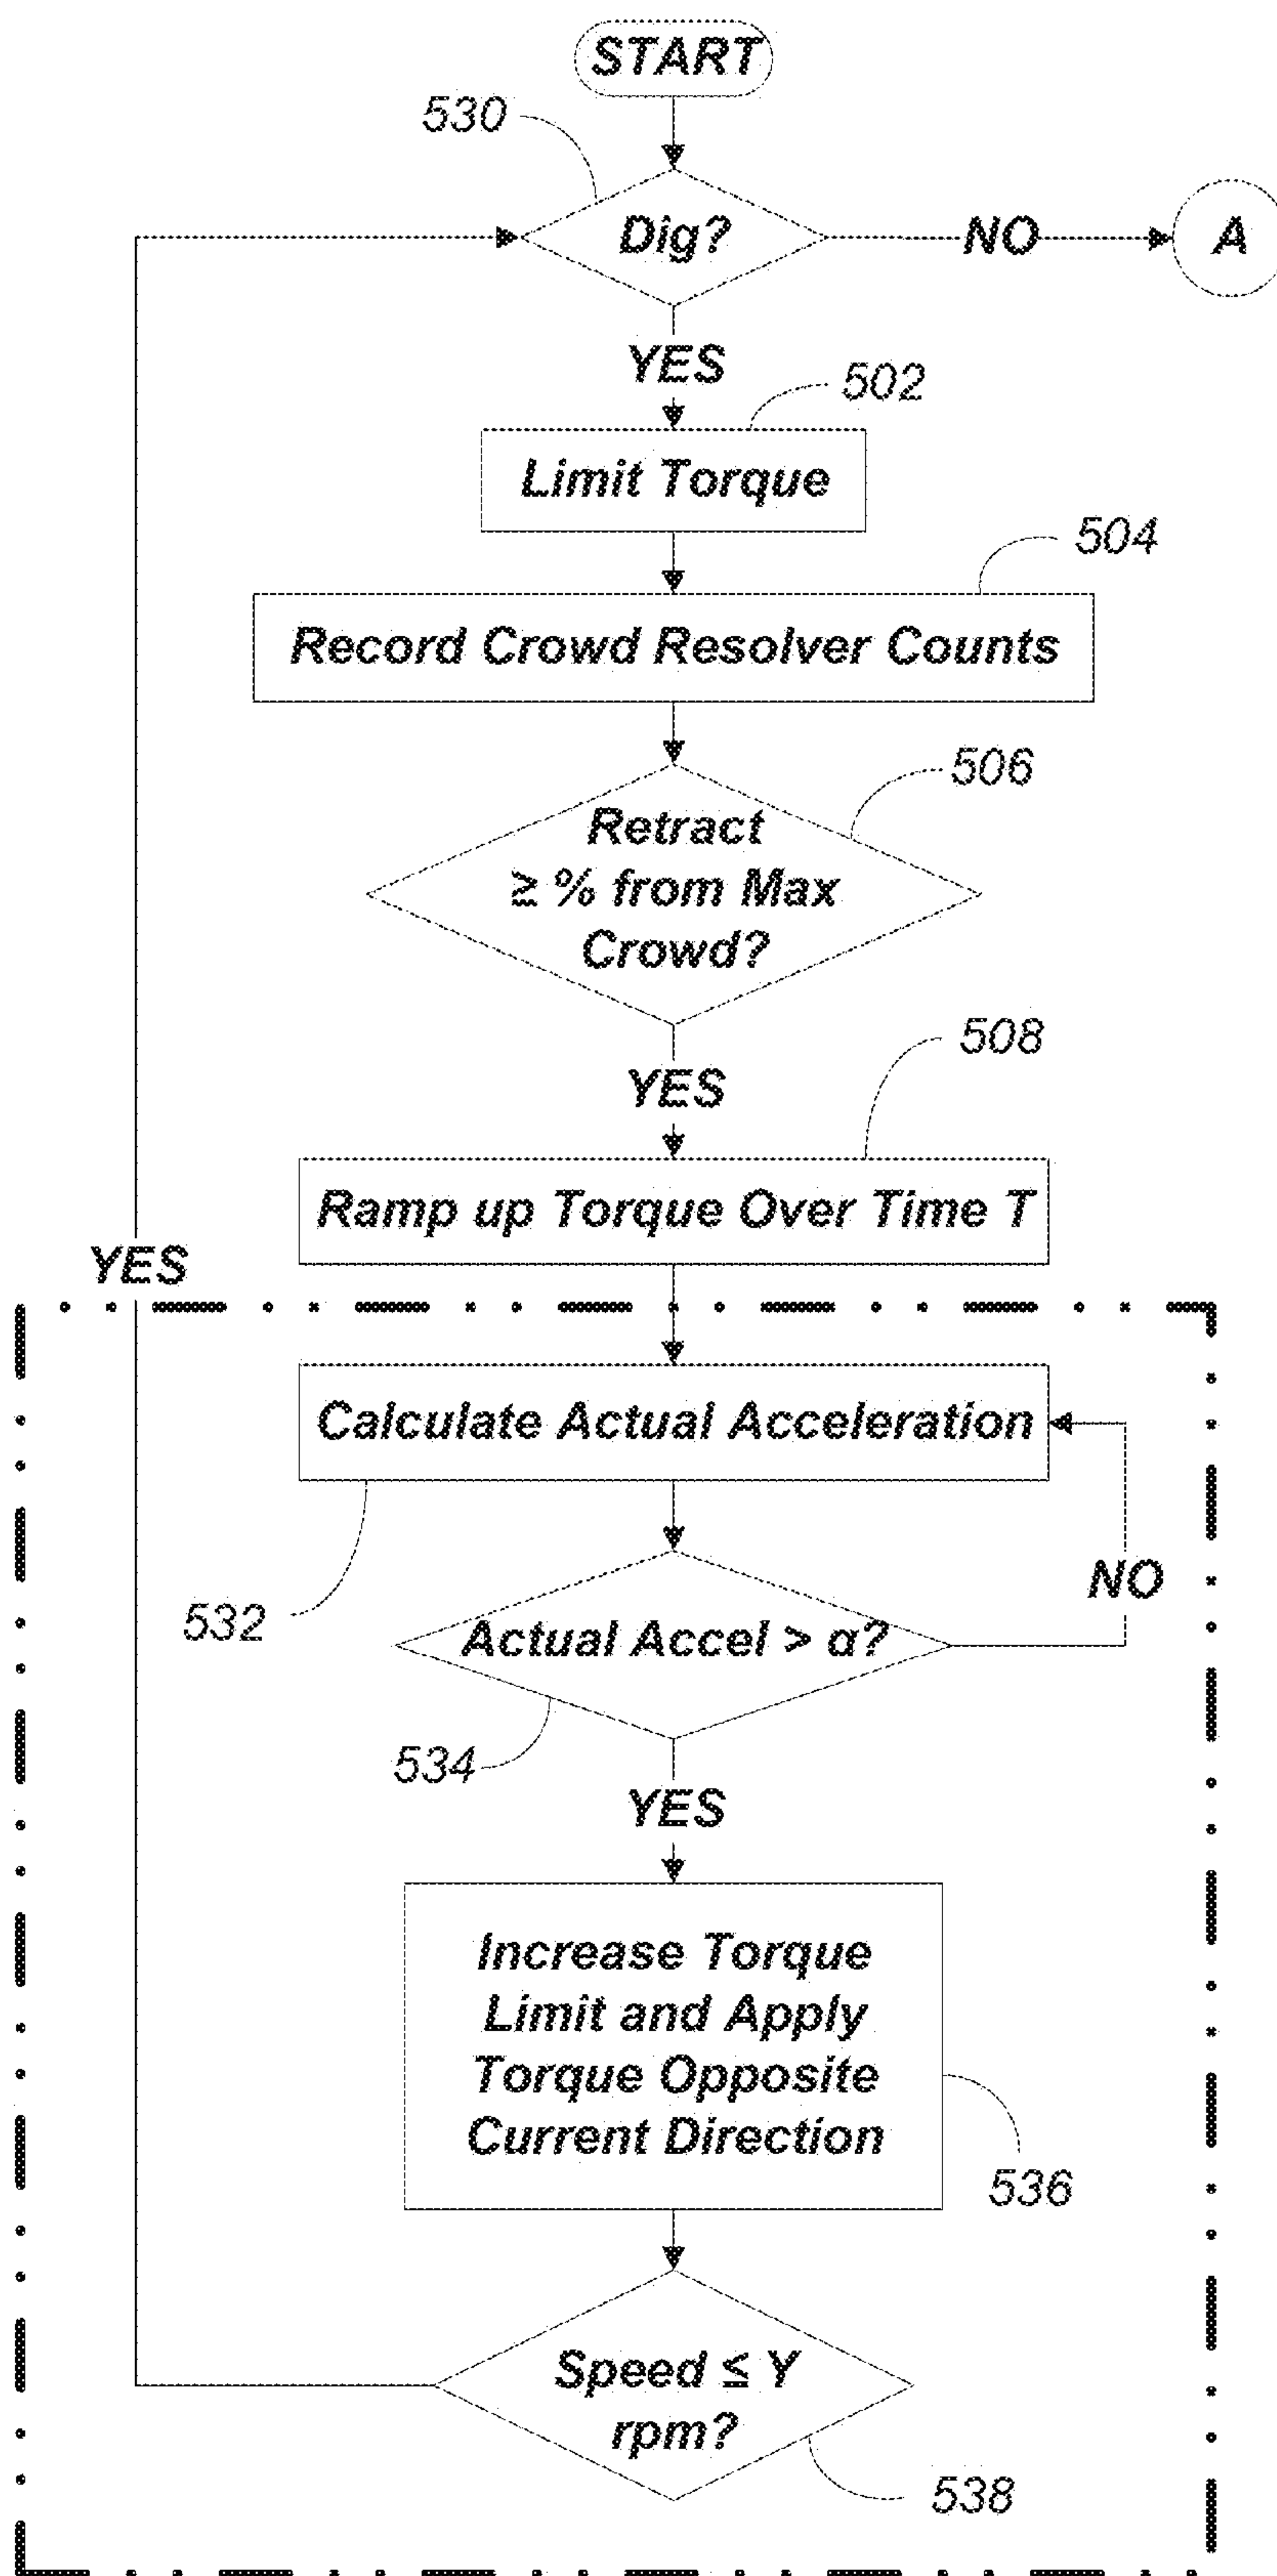 START
530
Dig?
NO
A
YES
502
Limit Torque
504
Record Crowd Resolver Counts
506
Retract
≥ % from Max
Crowd?
YES
508
Ramp up Torque Over Time T
YES
Calculate Actual Acceleration
NO
532
Actual Accel > α?
534
YES
Increase Torque
Limit and Apply
Torque Opposite
Current Direction
536
Speed ≤ Y
rpm?
538